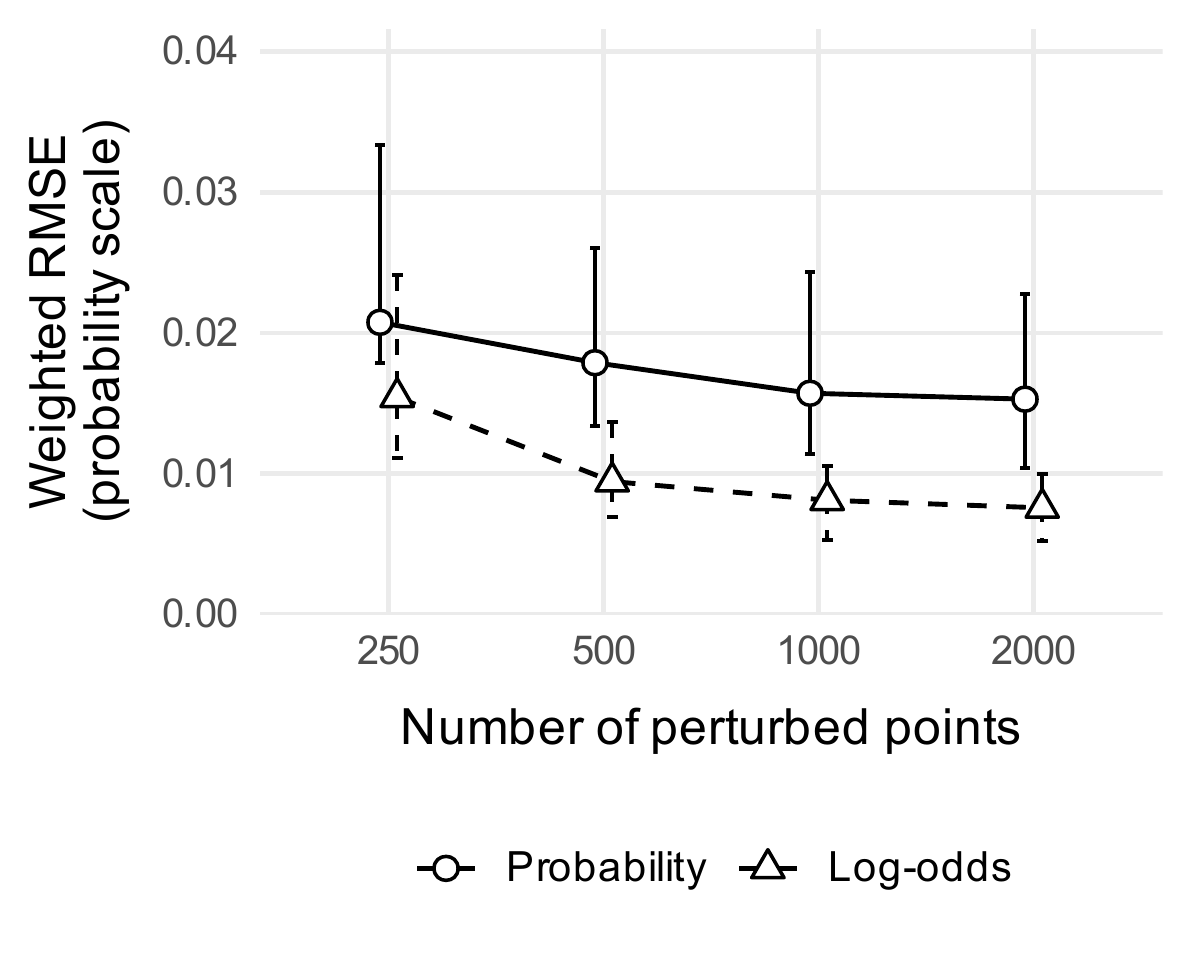 0.04
0.03
0.02
0.01
0.00
Weighted RMSE
(probability scale)
250 500 1000 2000
Number of perturbed points
Probability Log-odds